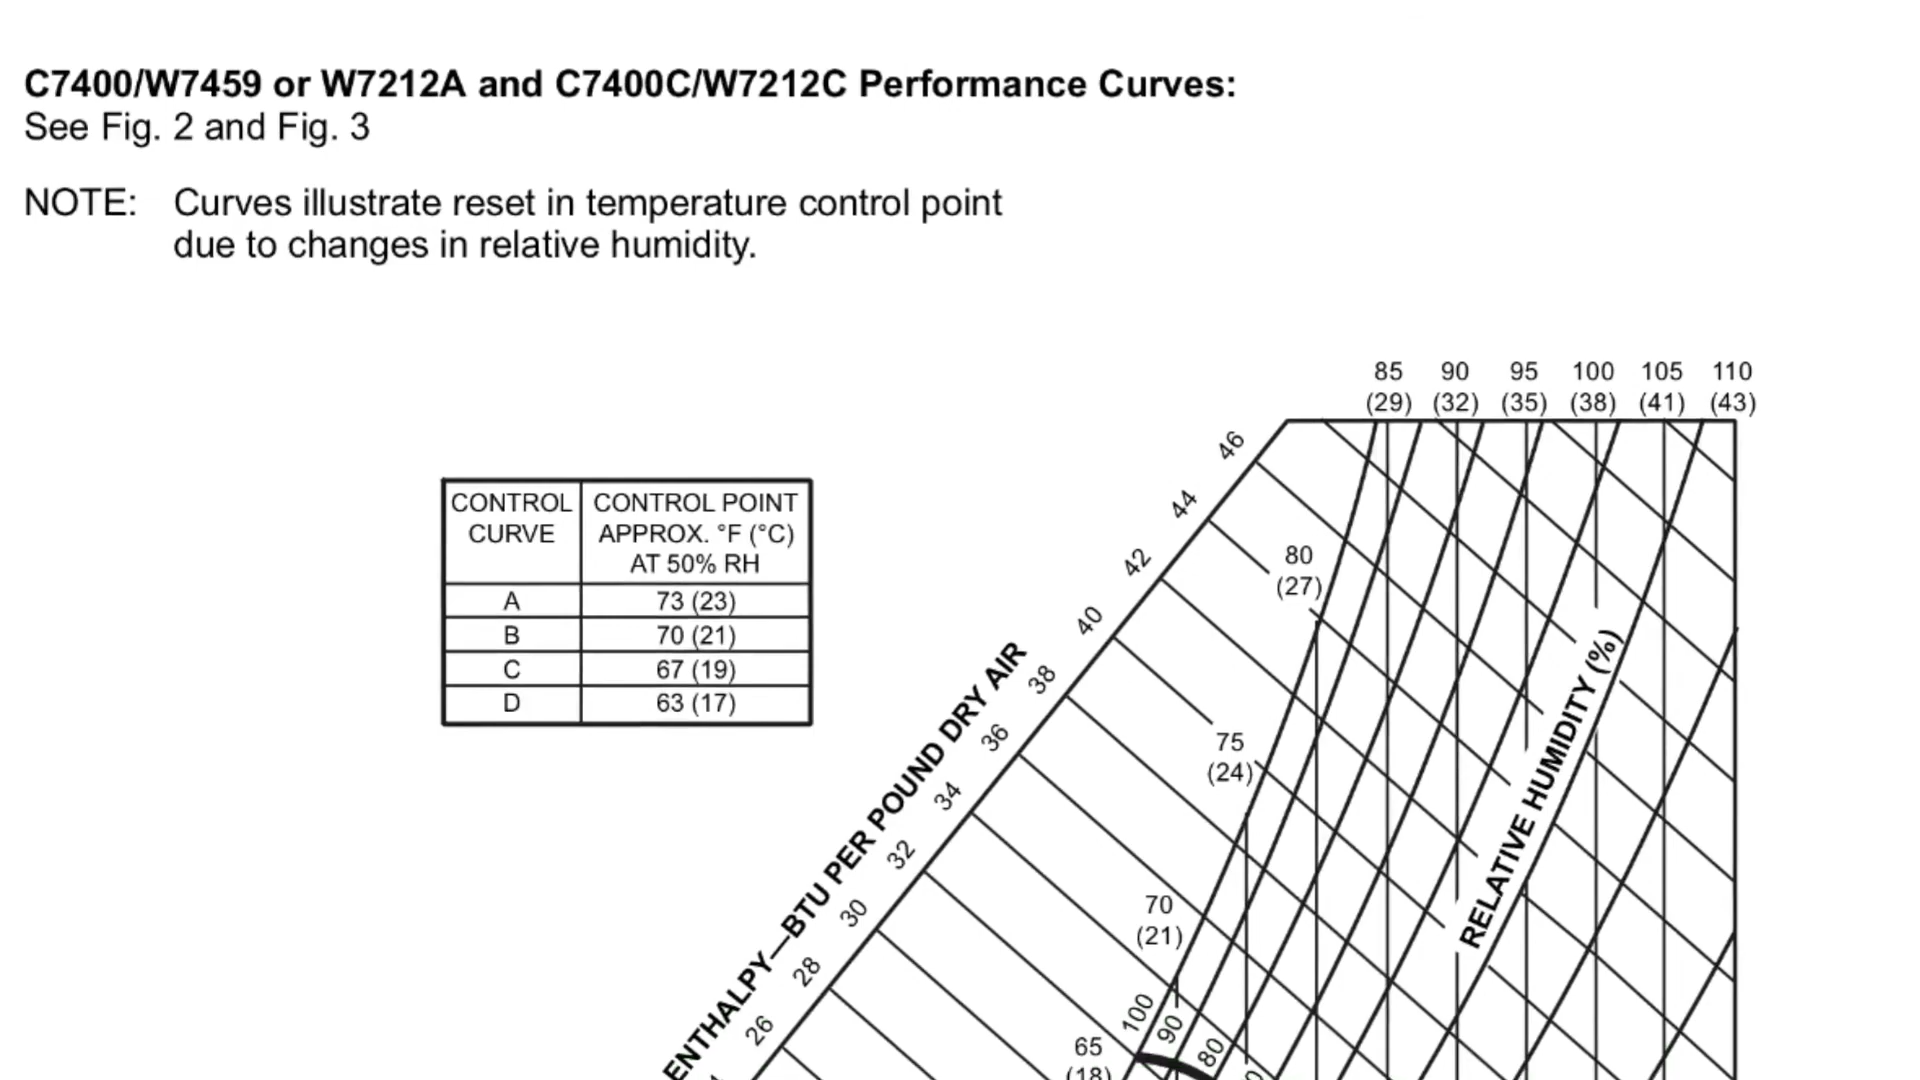 C7400/W7459 or W7212A and C7400C/W7212C Performance Curves:
See Fig. 2 and Fig. 3
NOTE: Curves illustrate reset in temperature control point
due to changes in relative humidity.
85 90 95 100 105 110
(29) (32) (35) (38) (41) (43)
CONTROL CURVE
CONTROL POINT
APPROX. °F (°C)
AT 50% RH
A 73 (23)
B 70 (21)
C 67 (19)
D 63 (17)
46
44
42
40
38
36
34
32
30
28
26
ENTHALPY—BTU PER POUND DRY AIR
80
(27)
75
(24)
70
(21)
65
(18)
100
90
80
RELATIVE HUMIDITY (%)